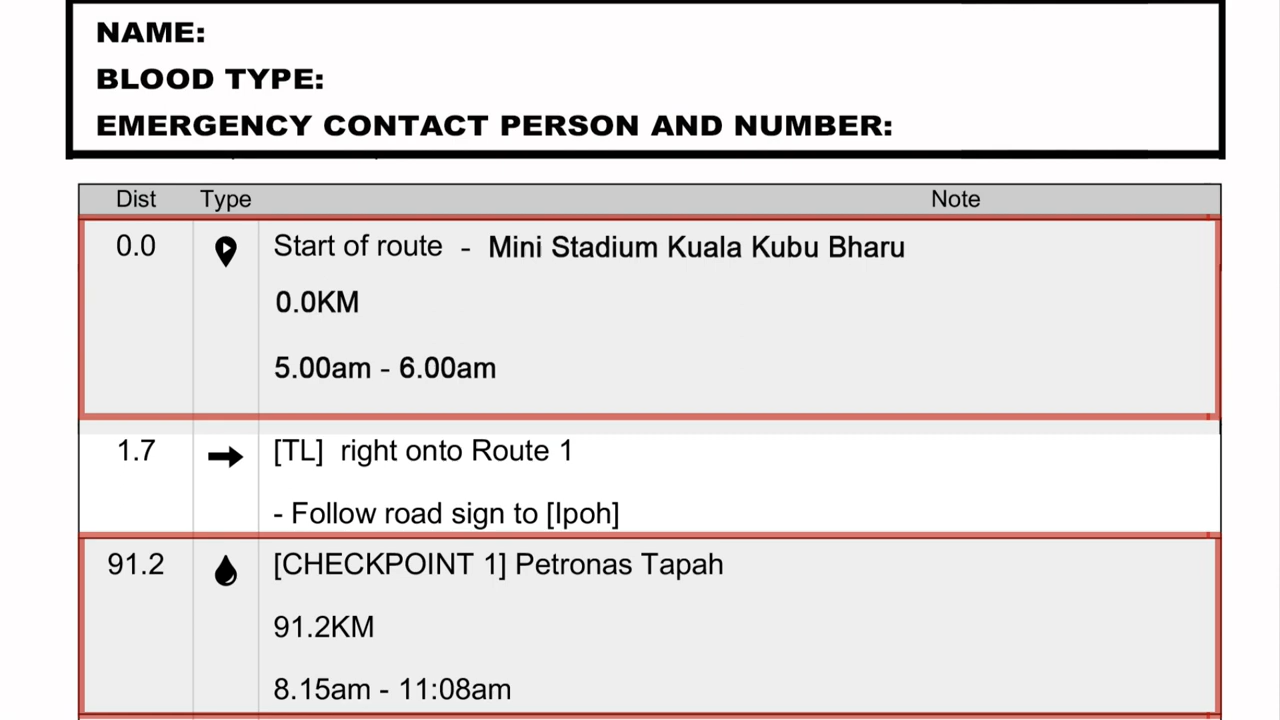 NAME:
BLOOD TYPE:
EMERGENCY CONTACT PERSON AND NUMBER:
Dist Type Note
0.0 Start of route - Mini Stadium Kuala Kubu Bharu
0.0KM
5.00am - 6.00am
1.7 [TL] right onto Route 1
- Follow road sign to [Ipoh]
91.2 [CHECKPOINT 1] Petronas Tapah
91.2KM
8.15am - 11:08am